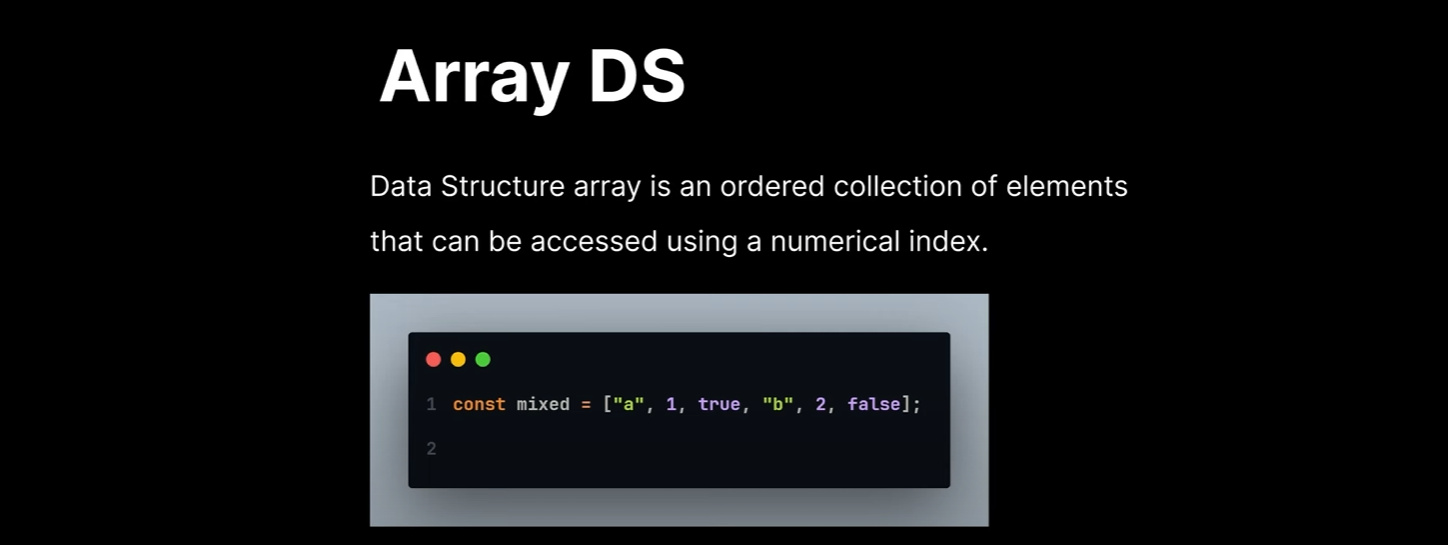 Array DS
Data Structure array is an ordered collection of elements
that can be accessed using a numerical index.
1 const mixed = ["a", 1, true, "b", 2, false];
2